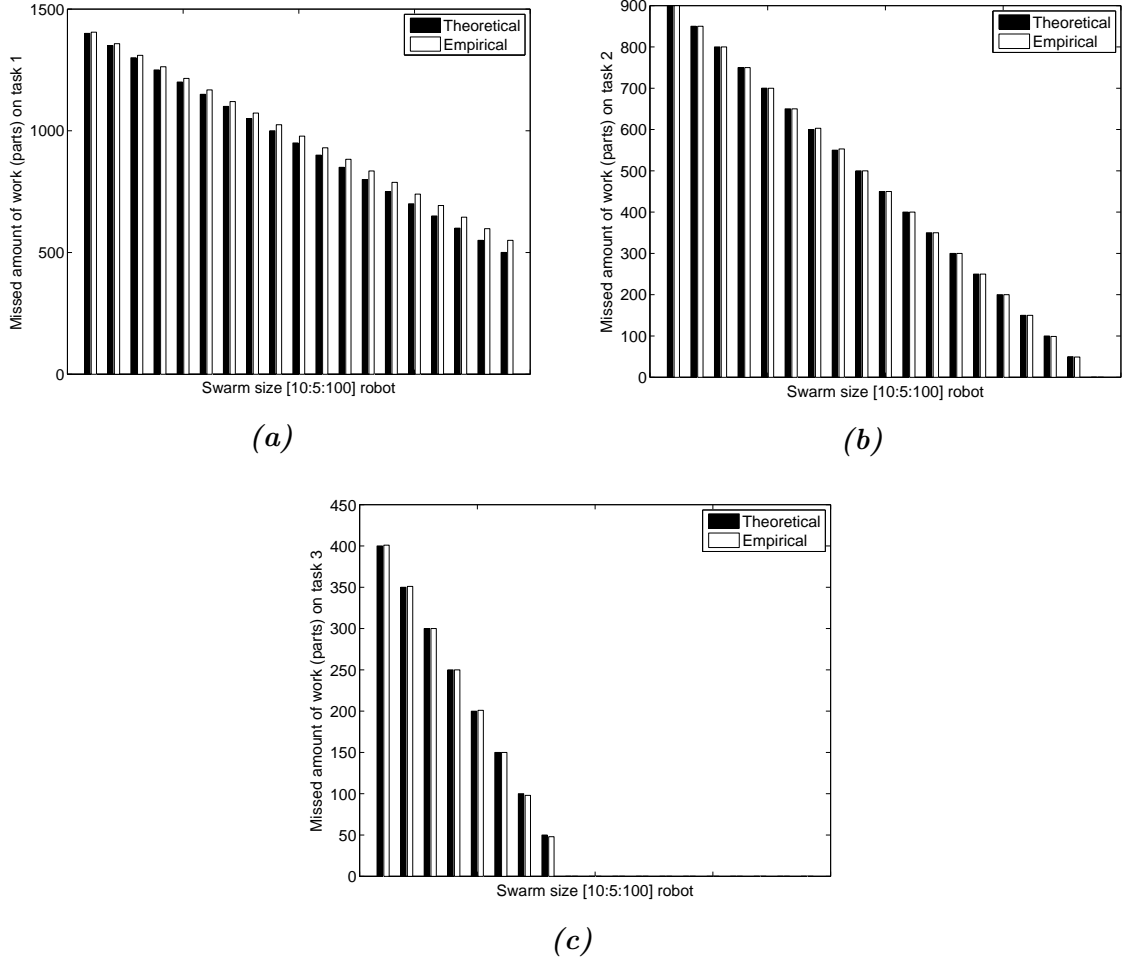 1500
1000
500
0
Missed amount of work (parts) on task 1
Theoretical
Empirical
Swarm size [10:5:100] robot
(a)
900
800
700
600
500
400
300
200
100
0
Missed amount of work (parts) on task 2
Theoretical
Empirical
Swarm size [10:5:100] robot
(b)
450
400
350
300
250
200
150
100
50
0
Missed amount of work (parts) on task 3
Theoretical
Empirical
Swarm size [10:5:100] robot
(c)